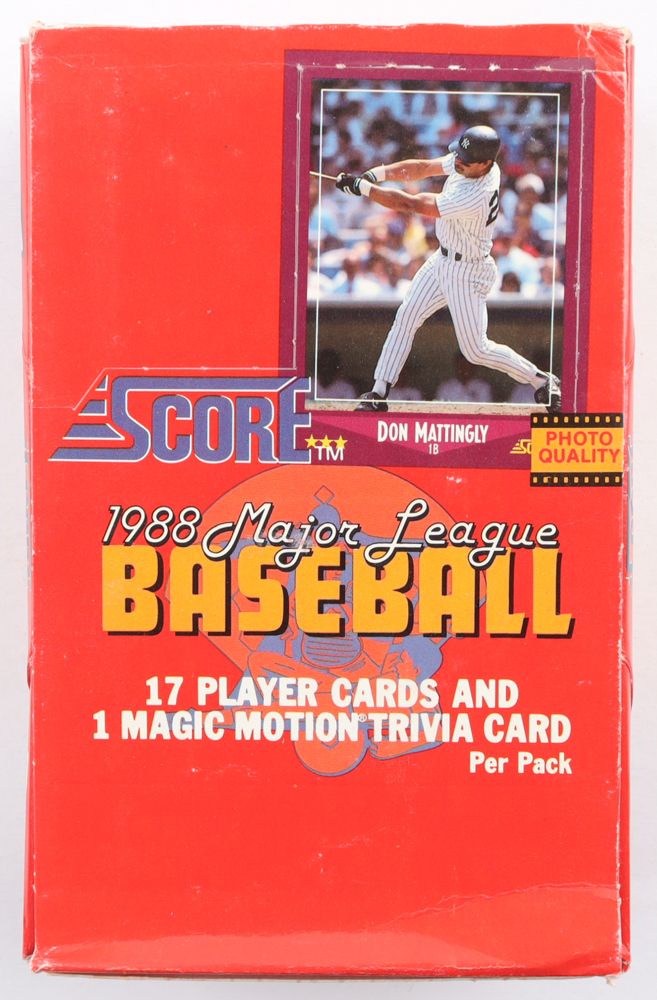 SCORE
TM
DON MATTINGLY
1B
PHOTO
QUALITY
1988 Major League
BASEBALL
17 PLAYER CARDS AND
1 MAGIC MOTION® TRIVIA CARD
Per Pack